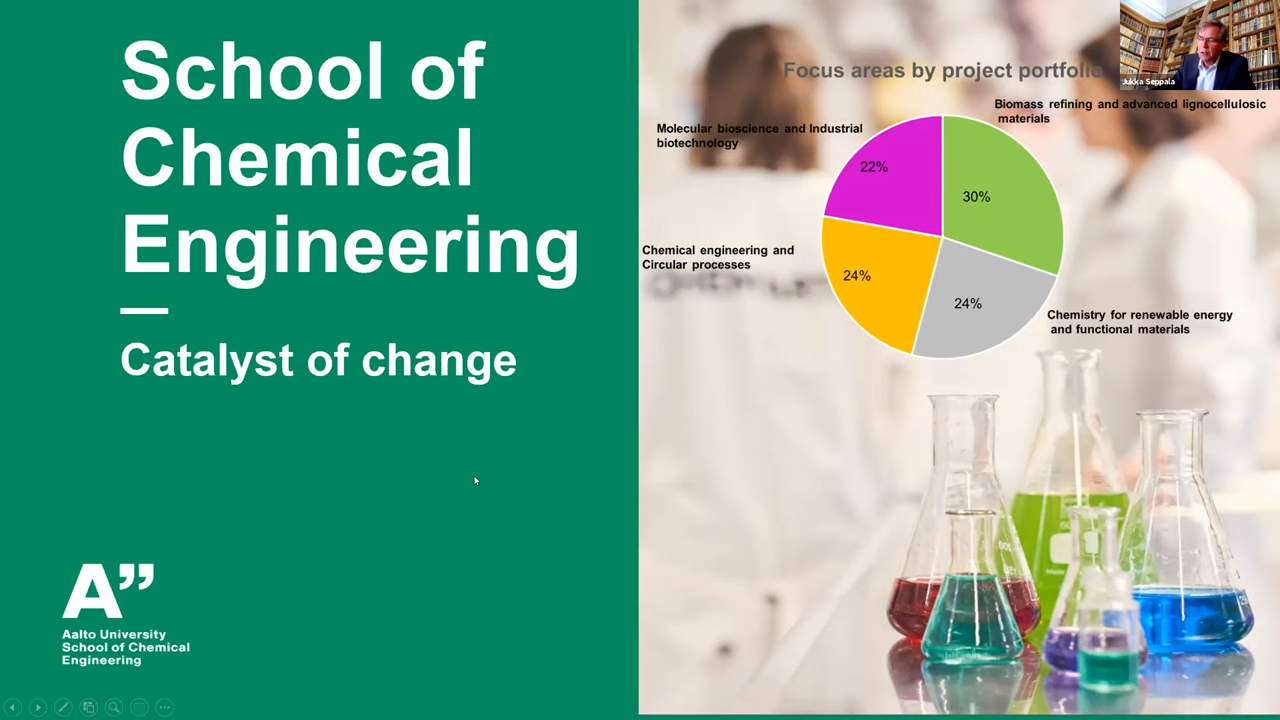 School of
Chemical
Engineering
Catalyst of change
A”
Aalto University
School of Chemical
Engineering
Focus areas by project portfolio
Jukka Seppala
Biomass refining and advanced lignocellulosic
materials
Molecular bioscience and Industrial
biotechnology
22%
30%
Chemical engineering and
Circular processes
24%
24%
Chemistry for renewable energy
and functional materials